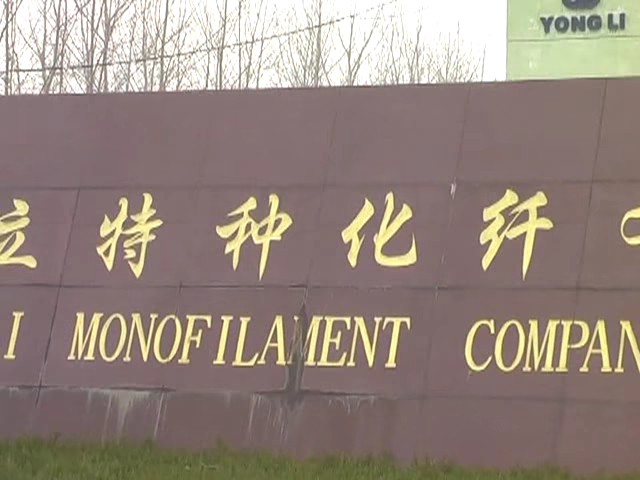 YONG LI
立特种化纤
I MONOFILAMENT COMPAN